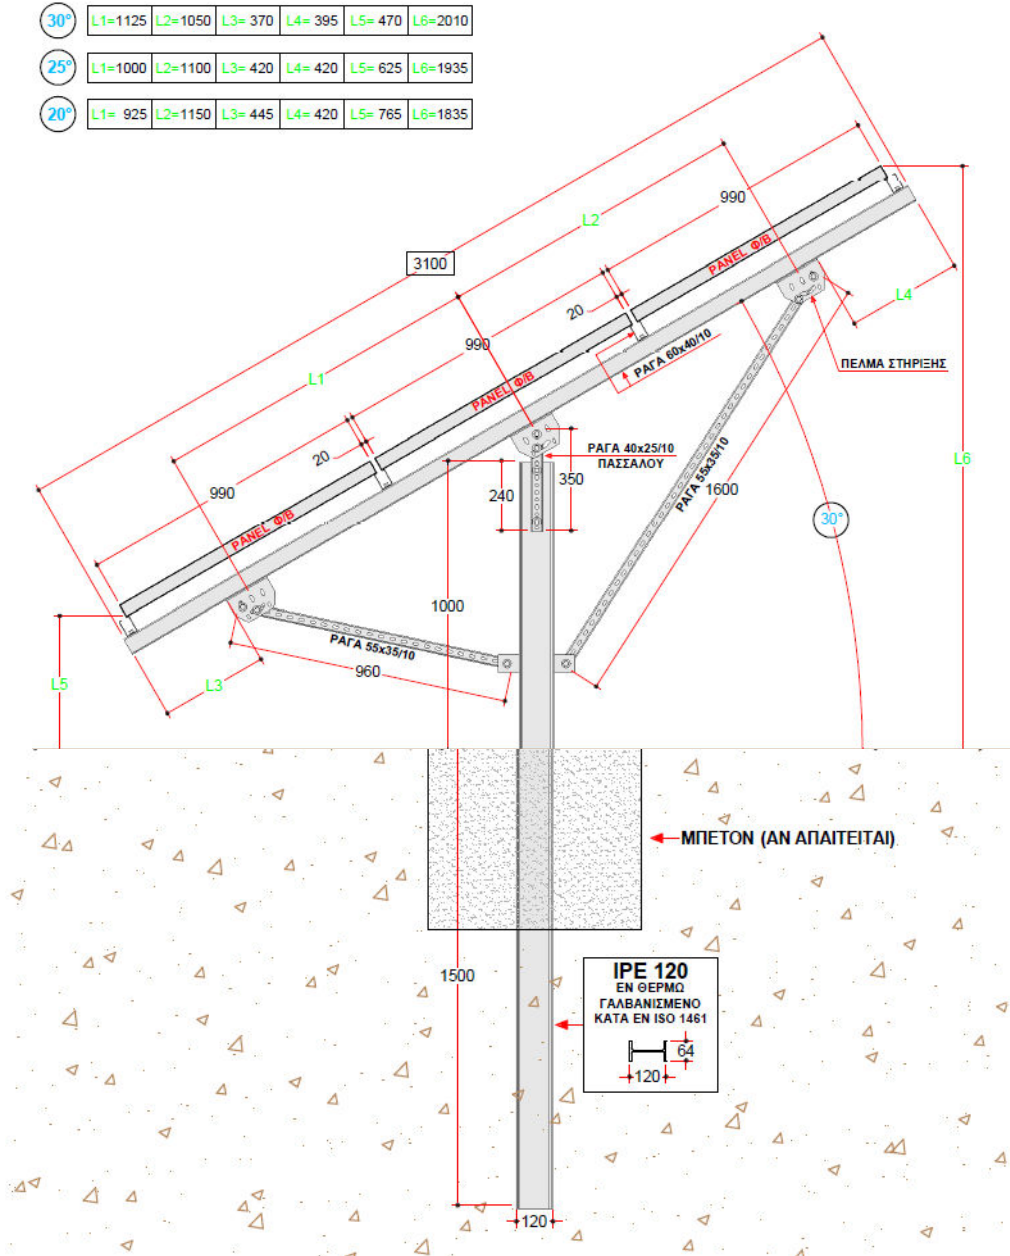 30° L1=1125 L2=1050 L3= 370 L4= 395 L5= 470 L6=2010
25° L1=1000 L2=1100 L3= 420 L4= 420 L5= 625 L6=1935
20° L1= 925 L2=1150 L3= 445 L4= 420 L5= 765 L6=1835
990
L2
3100
PANEL Φ/Β
20
L4
990
ΡΑΓΑ 60x40/10
ΠΕΛΜΑ ΣΤΗΡΙΞΗΣ
L1
PANEL Φ/Β
20
ΡΑΓΑ 40x25/10
ΠΑΣΣΑΛΟΥ
L6
350
240
ΡΑΓΑ 55x35/10
1600
990
30°
PANEL Φ/Β
1000
ΡΑΓΑ 55x35/10
960
L5
L3
ΜΠΕΤΟΝ (ΑΝ ΑΠΑΙΤΕΙΤΑΙ)
1500
IPE 120
ΕΝ ΘΕΡΜΩ
ΓΑΛΒΑΝΙΣΜΕΝΟ
ΚΑΤΑ EN ISO 1461
64
120
120